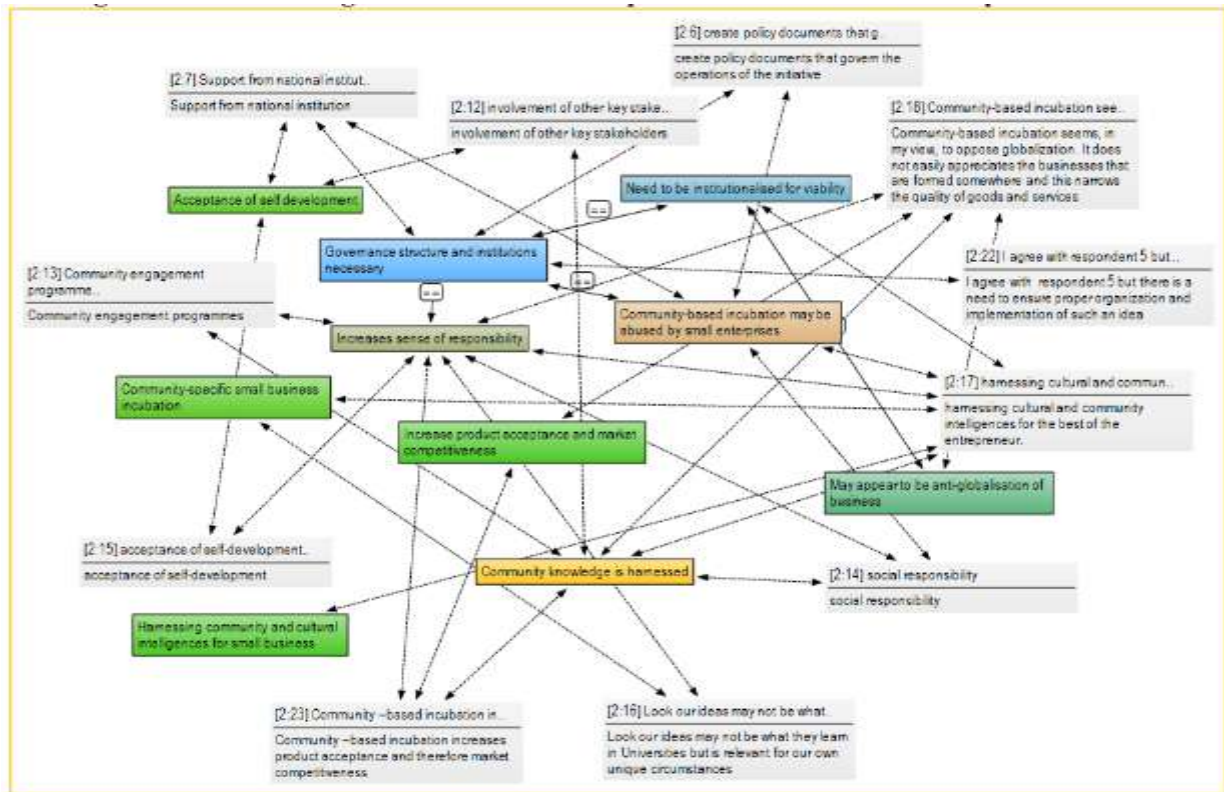 [2:6] create policy documents that g..
create policy documents that govern the
operations of the initiative
[2:7] Support from national institut..
Support from national institution
[2:12] involvement of other key stake..
involvement of other key stakeholders
[2:18] Community-based incubation see...
Community-based incubation seems, in
my view, to oppose globalization. It does
not easily appreciates the businesses that
are formed somewhere and this narrows
the quality of goods and services
Need to be institutionalised for viability
Acceptance of self development
==
Governance structure and institutions
necessary
[2:22] I agree with respondent 5 but...
I agree with respondent 5 but there is a
need to ensure proper organization and
implementation of such an idea
[2:13] Community engagement
programme..
Community engagement programmes
==
==
Community-based incubation may be
abused by small enterprises
Increases sense of responsibility
Community-specific small business
incubation
[2:17] harnessing cultural and commun...
harnessing cultural and community
intelligences for the best of the
entrepreneur.
Increase product acceptance and market
competitiveness
May appear to be anti-globalisation of
business
[2:15] acceptance of self-development...
acceptance of self-development
Community knowledge is harnessed
[2:14] social responsibility
social responsibility
Harnessing community and cultural
intelligences for small business
[2:23] Community –based incubation in...
Community –based incubation increases
product acceptance and therefore market
competitiveness
[2:16] Look our ideas may not be what...
Look our ideas may not be what they learn
in Universities but is relevant for our own
unique circumstances